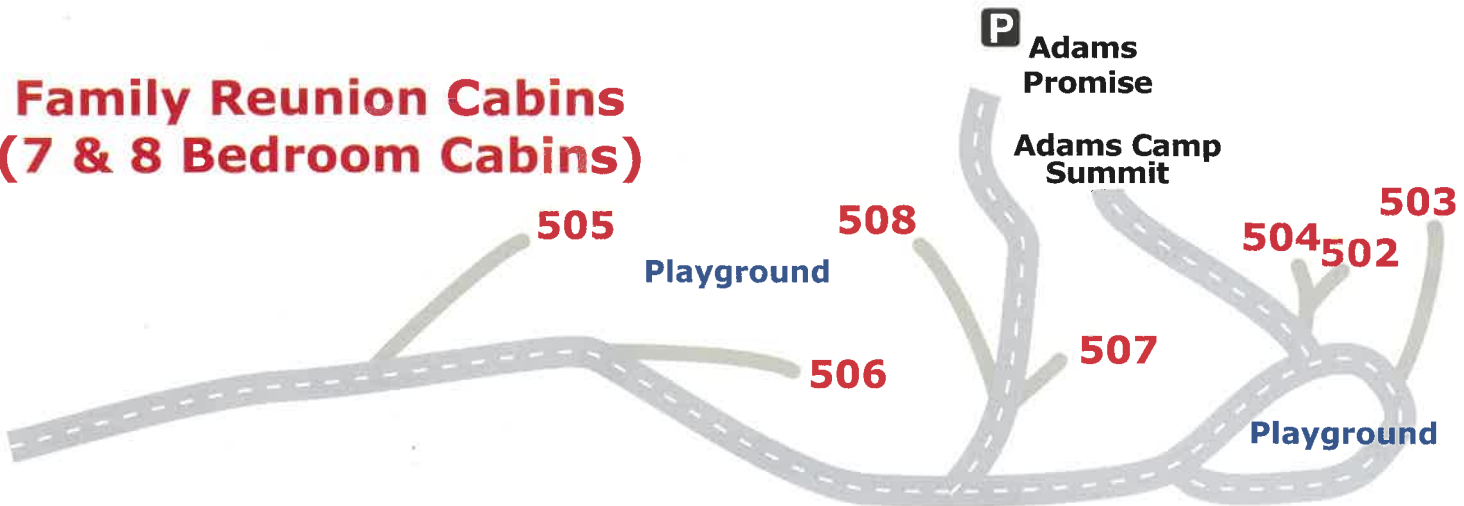 P
Adams
Promise
Family Reunion Cabins
(7 & 8 Bedroom Cabins)
Adams Camp
Summit
503
505
508
504
502
Playground
507
506
Playground